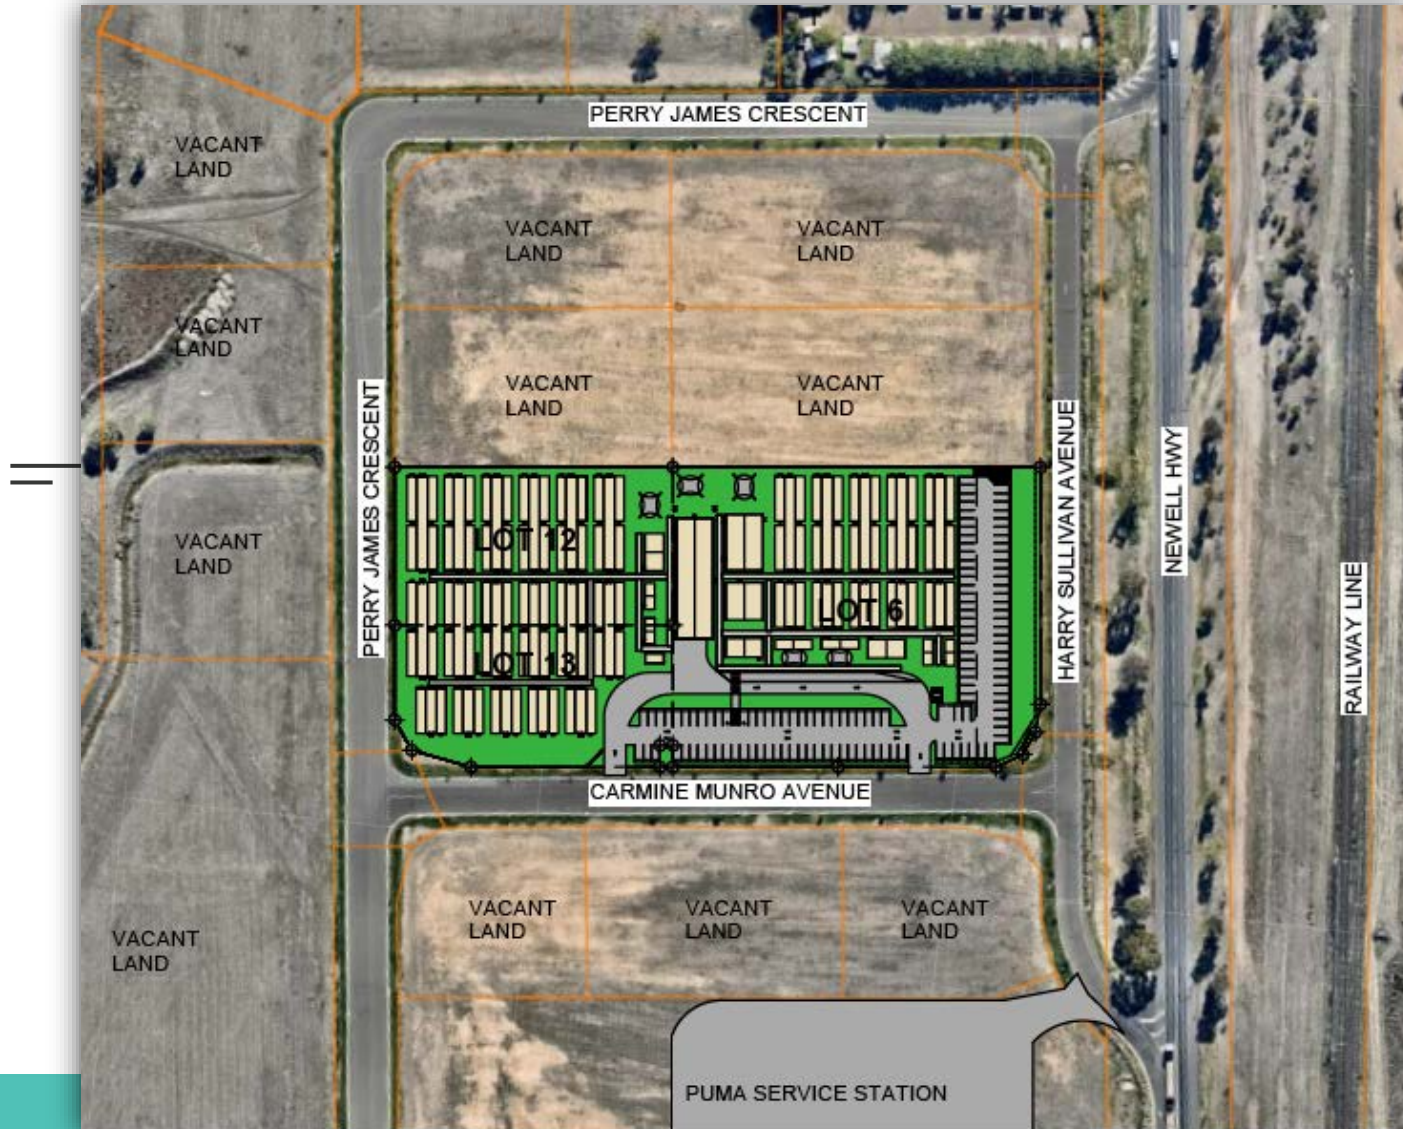 PERRY JAMES CRESCENT
VACANT
LAND
VACANT
LAND
VACANT
LAND
VACANT
LAND
VACANT
LAND
VACANT
LAND
PERRY JAMES CRESCENT
HARRY SULLIVAN AVENUE
NEWELL HWY
RAILWAY LINE
VACANT
LAND
LOT 12
LOT 6
LOT 13
CARMINE MUNRO AVENUE
VACANT
LAND
VACANT
LAND
VACANT
LAND
VACANT
LAND
PUMA SERVICE STATION